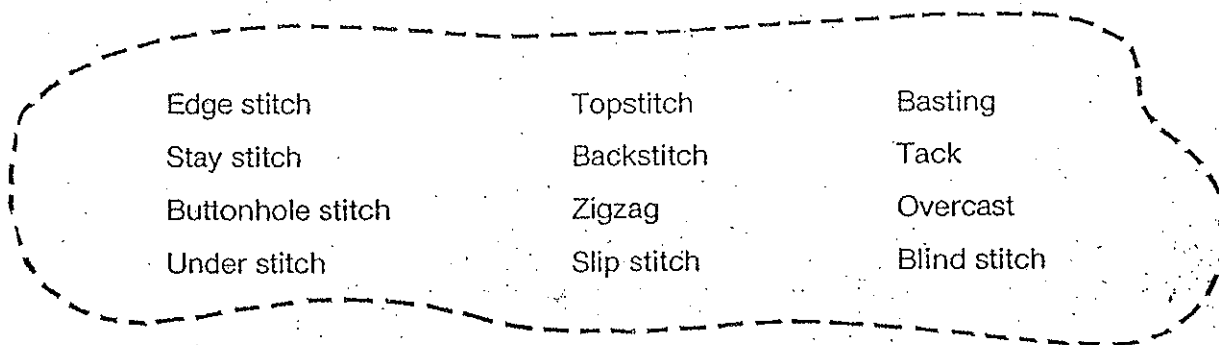 Edge stitch Topstitch Basting
Stay stitch Backstitch Tack
Buttonhole stitch Zigzag Overcast
Under stitch Slip stitch Blind stitch